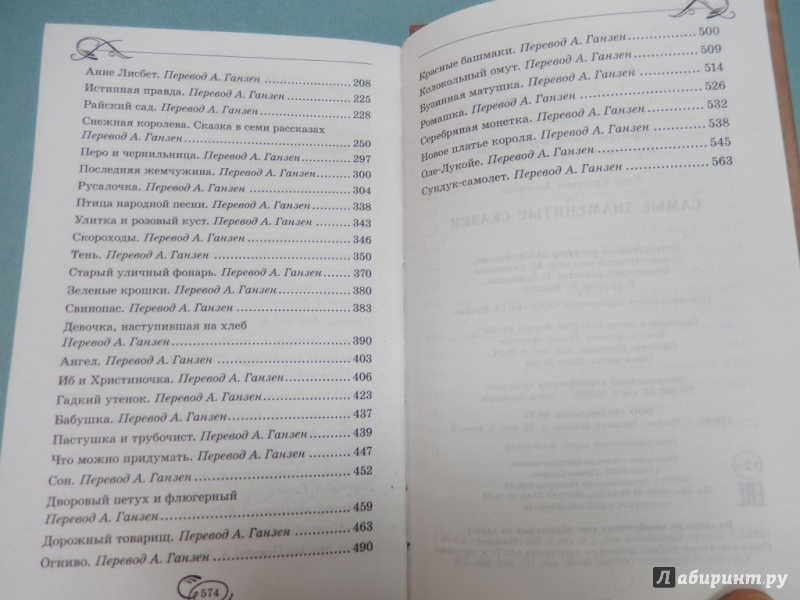 Анне Лисбет. Перевод А. Ганзен 208
Истинная правда. Перевод А. Ганзен 225
Райский сад. Перевод А. Ганзен 228
Снежная королева. Сказка в семи рассказах
Перевод А. Ганзен 250
Перо и чернильница. Перевод А. Ганзен 297
Последняя жемчужина. Перевод А. Ганзен 300
Русалочка. Перевод А. Ганзен 304
Птица народной песни. Перевод А. Ганзен 338
Улитка и розовый куст. Перевод А. Ганзен 343
Скороходы. Перевод А. Ганзен 346
Тень. Перевод А. Ганзен 350
Старый уличный фонарь. Перевод А. Ганзен 370
Зеленые крошки. Перевод А. Ганзен 380
Свинопас. Перевод А. Ганзен 383
Девочка, наступившая на хлеб
Перевод А. Ганзен 390
Ангел. Перевод А. Ганзен 403
Иб и Христиночка. Перевод А. Ганзен 406
Гадкий утенок. Перевод А. Ганзен 423
Бабушка. Перевод А. Ганзен 437
Пастушка и трубочист. Перевод А. Ганзен 439
Что можно придумать. Перевод А. Ганзен 447
Сон. Перевод А. Ганзен 452
Дворовый петух и флюгерный
Перевод А. Ганзен 459
Дорожный товарищ. Перевод А. Ганзен 463
Огниво. Перевод А. Ганзен 490
574
Красные башмаки. Перевод А. Ганзен 500
Колокольный омут. Перевод А. Ганзен 509
Бузинная матушка. Перевод А. Ганзен 514
Ромашка. Перевод А. Ганзен 526
Серебряная монетка. Перевод А. Ганзен 532
Новое платье короля. Перевод А. Ганзен 538
Оле-Лукойе. Перевод А. Ганзен 545
Сундук-самолет. Перевод А. Ганзен 563
САМЫЕ ЗНАМЕНИТЫЕ СКАЗКИ
Лабиринт.ру